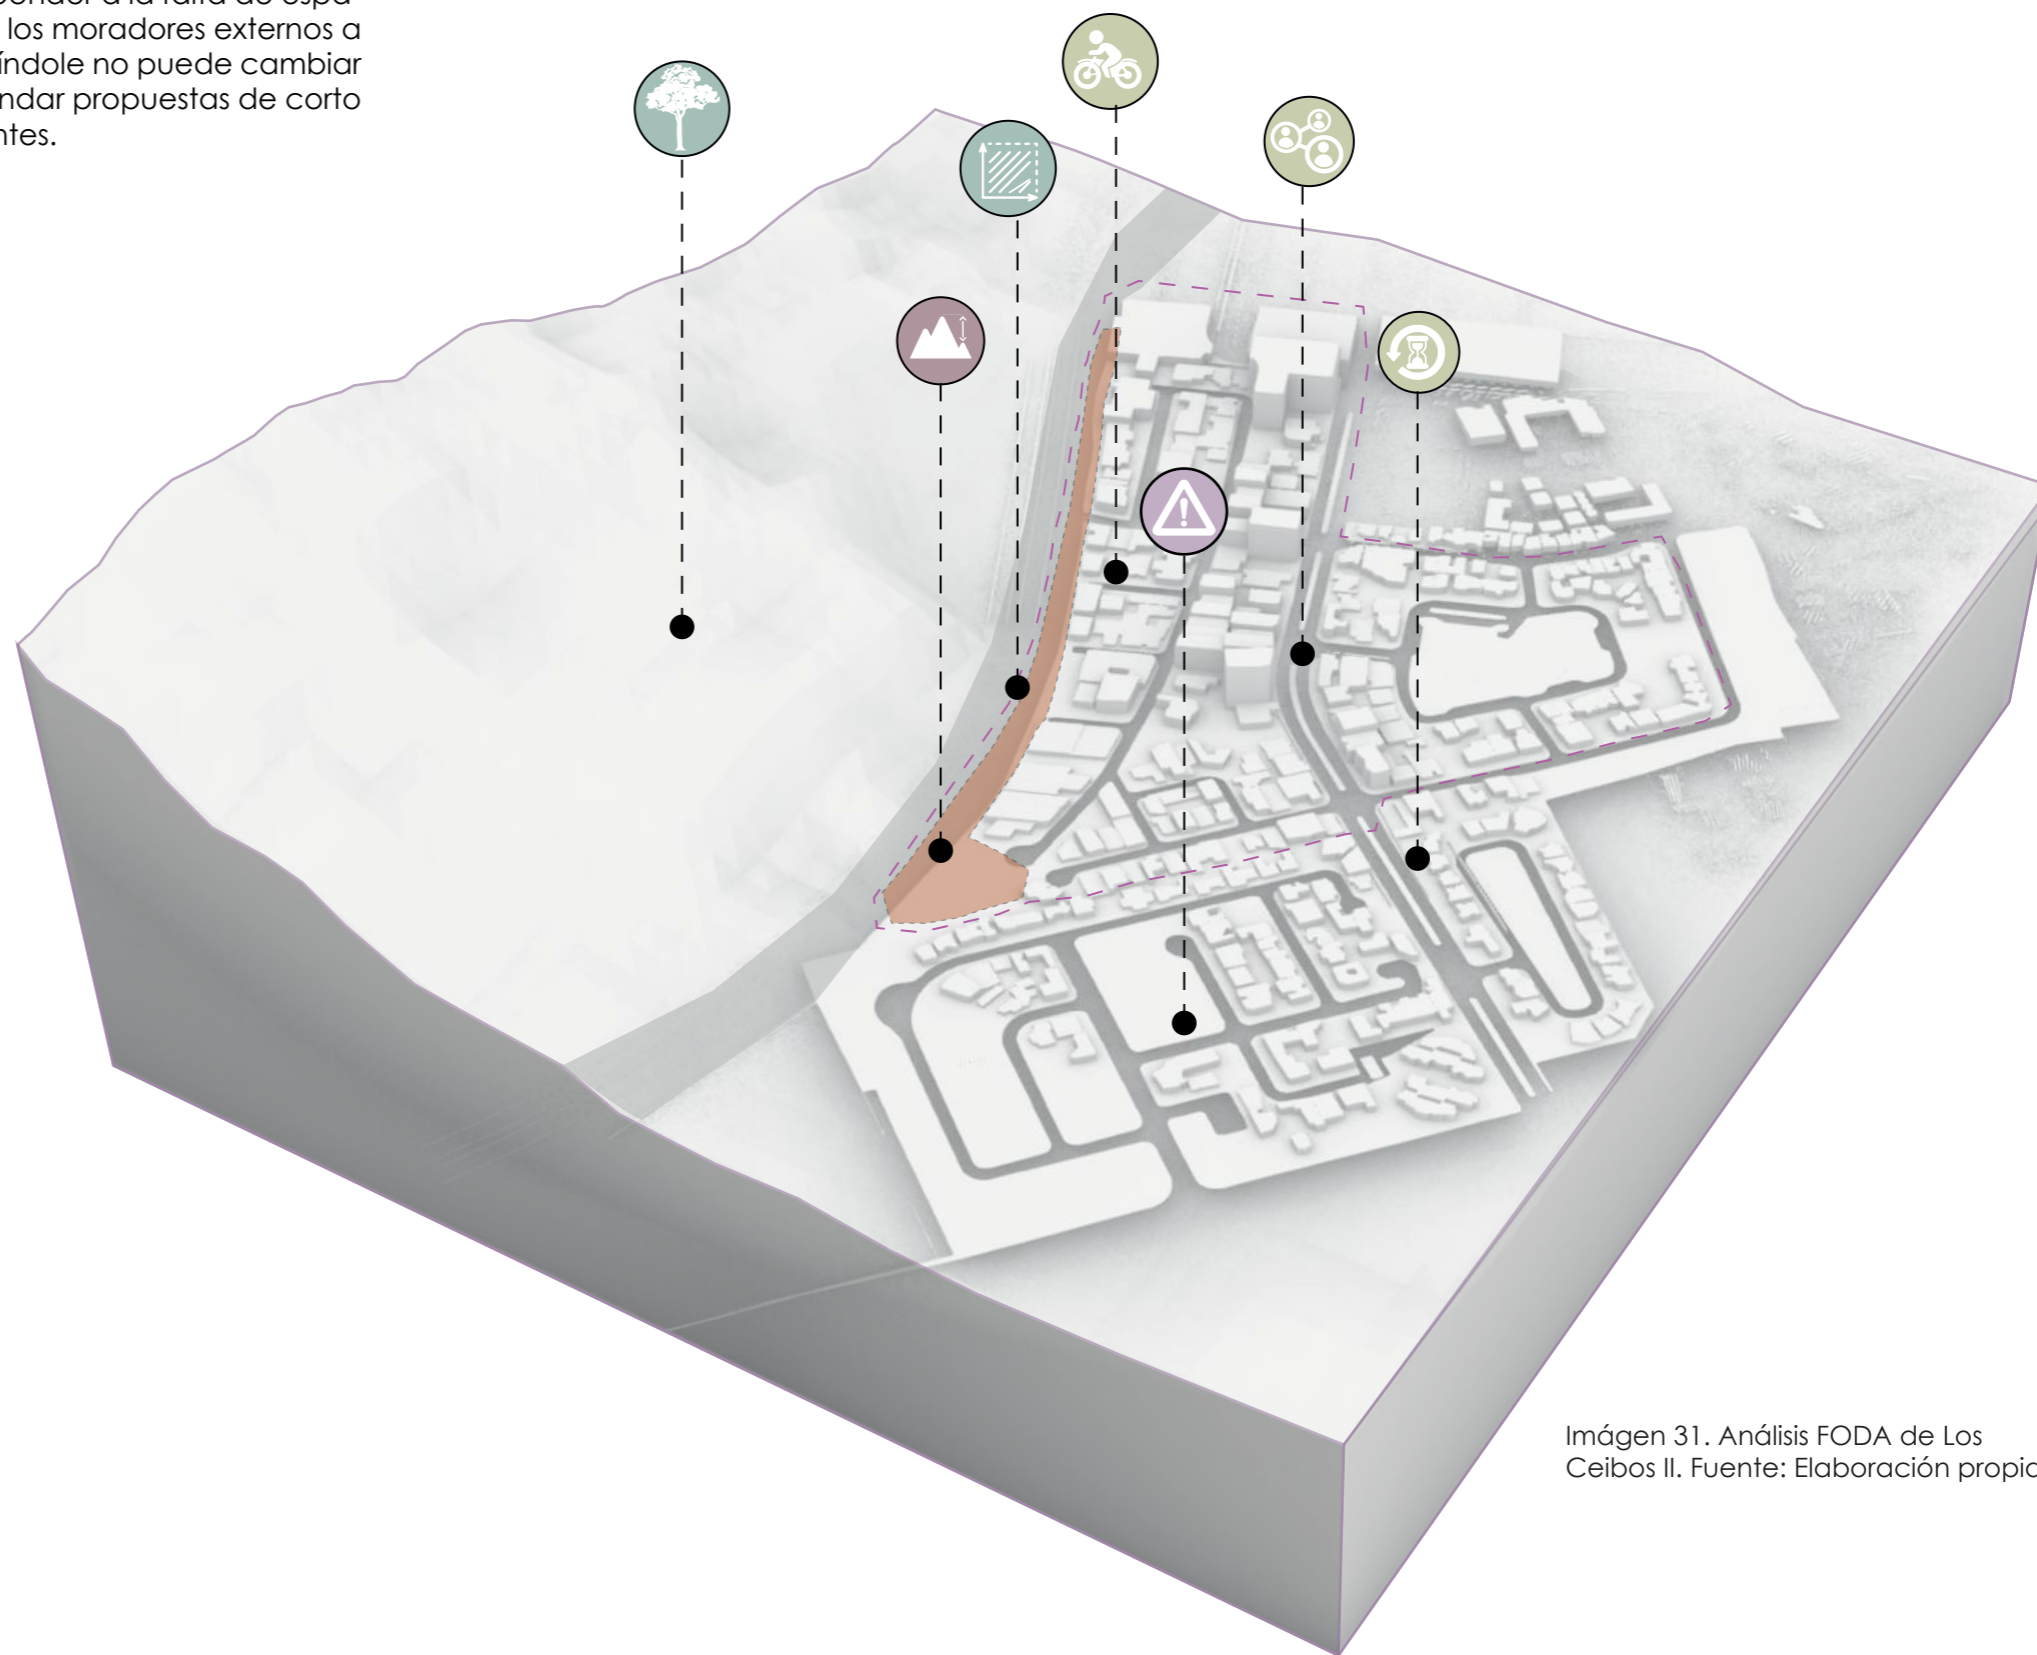 los moradores externos a
índole no puede cambiar
ndar propuestas de corto
ntes.
Imágen 31. Análisis FODA de Los
Ceibos II. Fuente: Elaboración propia